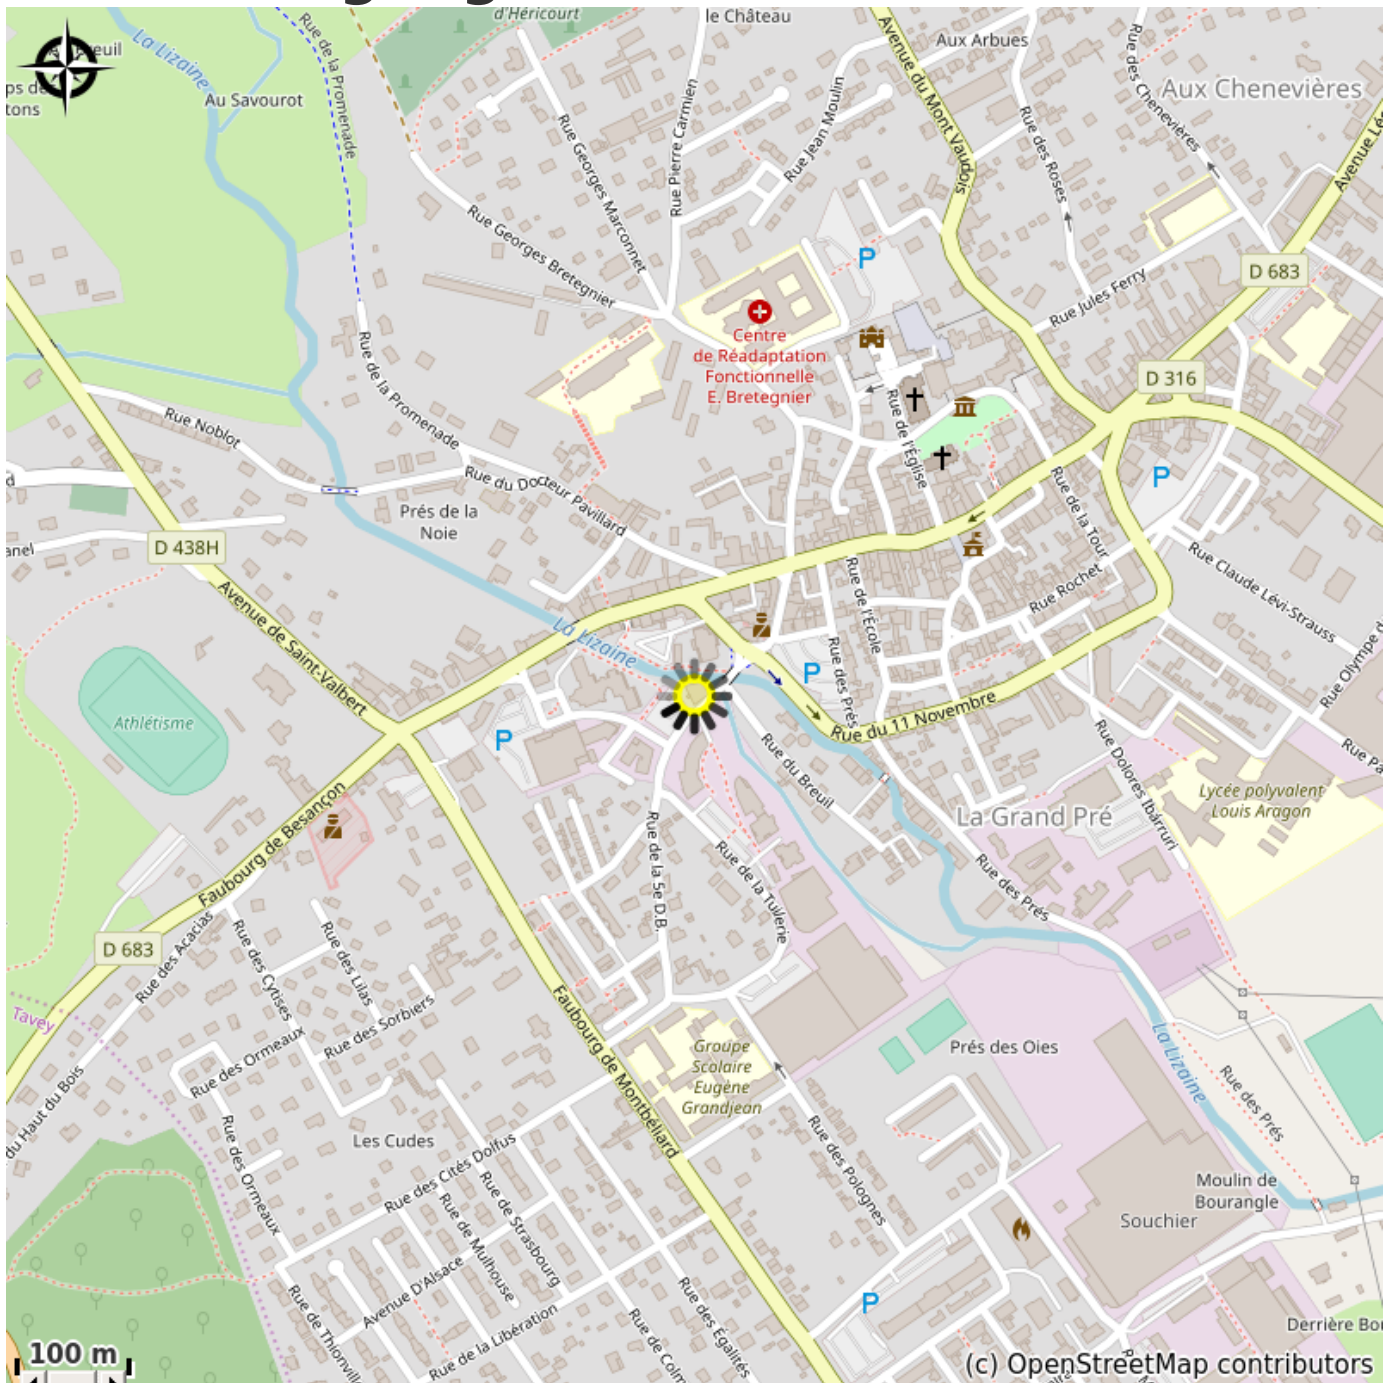 d'Héricourt
le Château
La Lizaine
Rue de la Promenade
Au Savourot
Aux Arbues
Avenue du Mont Vaudois
Rue des Chenevières
Aux Chenevières
Rue Georges Marconnet
Rue Pierre Carmien
Rue Jean Moulin
Rue des Roses
Rue Georges Bretegnier
P
D 683
Rue Jules Ferry
Centre
de Réadaptation
Fonctionnelle
E. Bretegnier
Rue de la Promenade
D 316
Rue Noblot
Rue de l'Église
Rue du Docteur Pavillard
P
Rue de la Tour
Prés de la
Noie
D 438H
Rue Claude Lévi-Strauss
Rue Rochet
Rue de l'École
Avenue de Saint-Valbert
La Lizaine
P
Rue des Prés
Rue du 11 Novembre
Athlétisme
P
Rue du Breuil
Rue Dolores Ibárruri
Lycée polyvalent
Louis Aragon
La Grand Pré
Faubourg de Besançon
Rue de la 5e D.B.
Rue de la Tuilerie
Rue des Prés
D 683
Rue des Acacias
Rue des Cytises
Rue des Lilas
Rue des Sorbiers
Tavey
Faubourg de Montbéliard
Rue des Ormeaux
Groupe
Scolaire
Eugène
Grandjean
Prés des Oies
La Lizaine
Rue des Prés
du Haut du Bois
Rue des Ormeaux
Les Cudes
Rue des Cités Dolfus
Rue des Polognes
Moulin de
Bourangle
Souchier
Rue de Strasbourg
Rue de Mulhouse
Avenue D'Alsace
Rue de la Libération
Rue des Égalités
P
Derrière Bo
100 m
(c) OpenStreetMap contributors